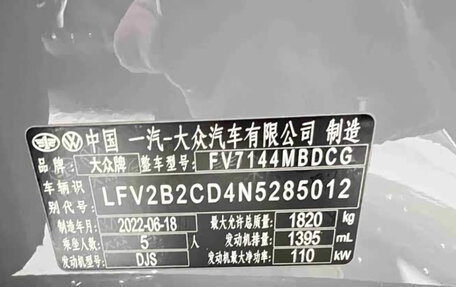 中国 一汽-大众汽车有限公司 制造
品牌: 大众牌 整车型号: FV7144MBDCG
车辆识别代号: LFV2B2CD4N5285012
制造年月: 2022-06-18 最大允许总质量: 1820 kg
乘坐人数: 5 人 发动机排量: 1395 mL
发动机型号: DJS 发动机最大净功率: 110 kW